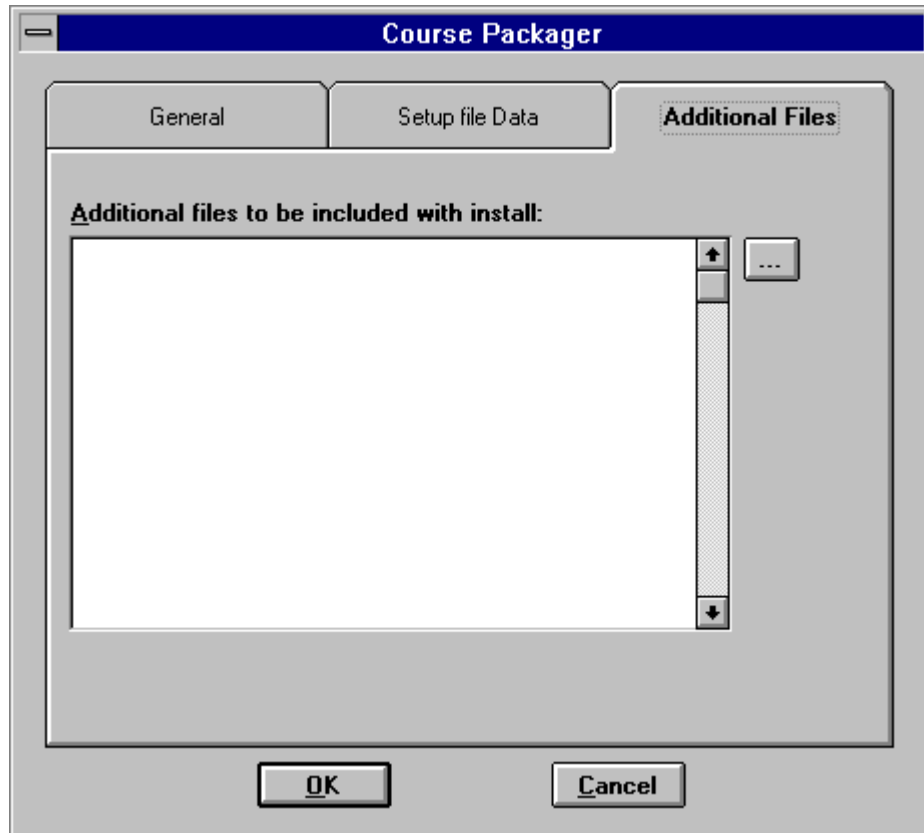 Course Packager
General
Setup file Data
Additional Files
Additional files to be included with install:
...
OK
Cancel